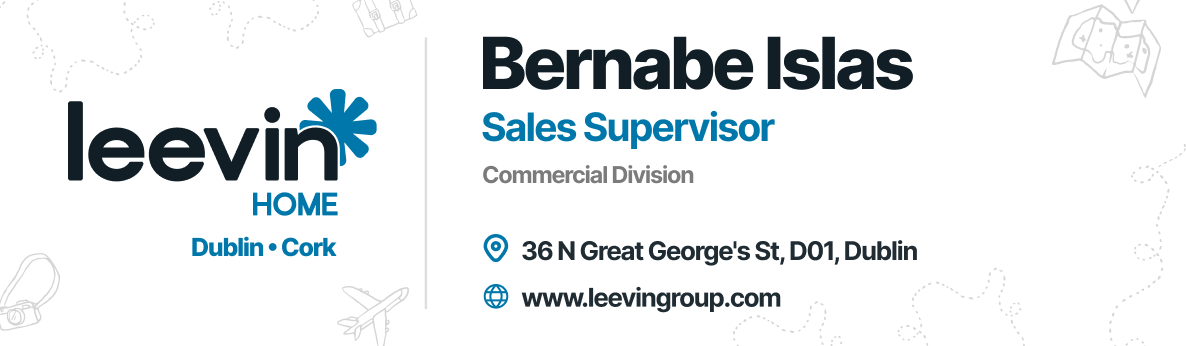 leevin
HOME
Dublin • Cork
Bernabe Islas
Sales Supervisor
Commercial Division
36 N Great George's St, D01, Dublin
www.leevingroup.com